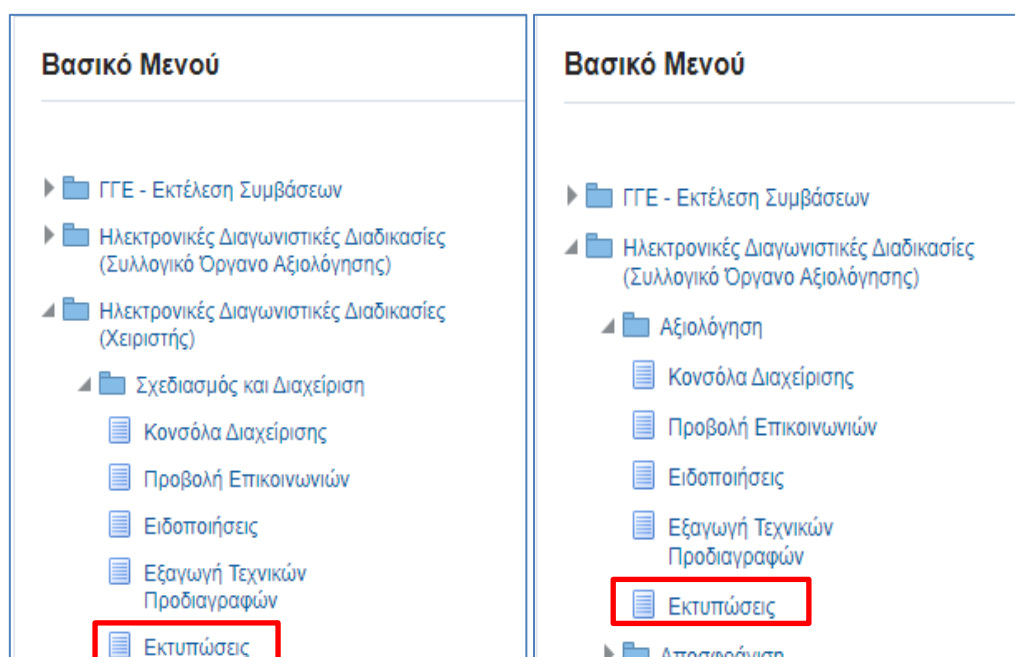 Βασικό Μενού
ΓΓΕ - Εκτέλεση Συμβάσεων
Ηλεκτρονικές Διαγωνιστικές Διαδικασίες
(Συλλογικό Όργανο Αξιολόγησης)
Ηλεκτρονικές Διαγωνιστικές Διαδικασίες
(Χειριστής)
Σχεδιασμός και Διαχείριση
Κονσόλα Διαχείρισης
Προβολή Επικοινωνιών
Ειδοποιήσεις
Εξαγωγή Τεχνικών
Προδιαγραφών
Εκτυπώσεις
Βασικό Μενού
ΓΓΕ - Εκτέλεση Συμβάσεων
Ηλεκτρονικές Διαγωνιστικές Διαδικασίες
(Συλλογικό Όργανο Αξιολόγησης)
Αξιολόγηση
Κονσόλα Διαχείρισης
Προβολή Επικοινωνιών
Ειδοποιήσεις
Εξαγωγή Τεχνικών
Προδιαγραφών
Εκτυπώσεις
Αποσφράγιση